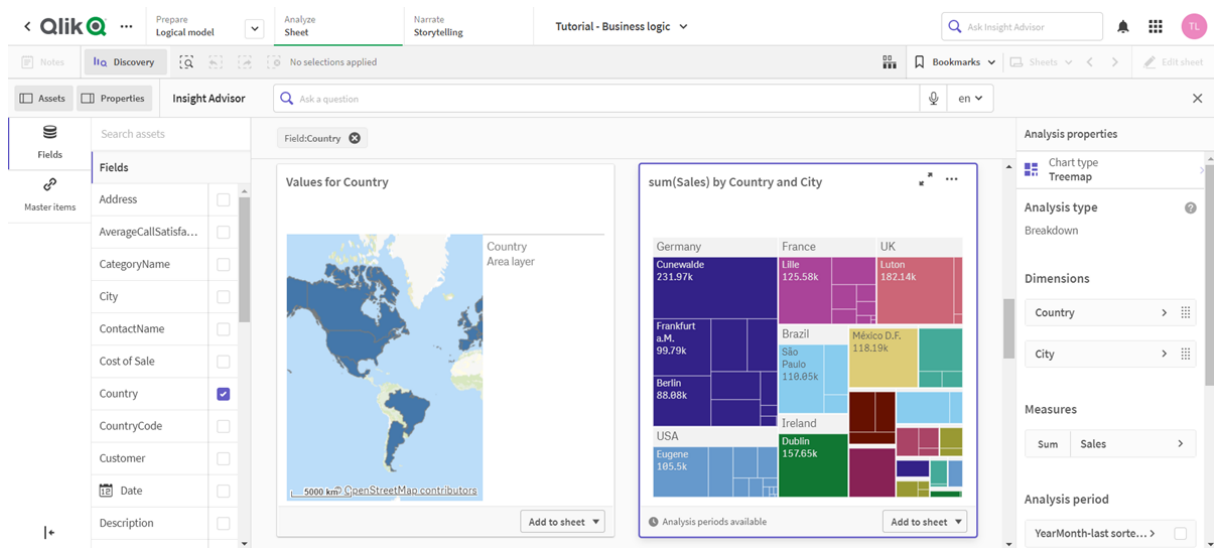 Qlik
Prepare
Logical model
Analyze
Sheet
Narrate
Storytelling
Tutorial - Business logic
Ask Insight Advisor
TL
Notes
Discovery
No selections applied
Bookmarks
Sheets
Edit sheet
Assets
Properties
Insight Advisor
Ask a question
en
Fields
Master items
Search assets
Fields
Address
AverageCallSatisfa...
CategoryName
City
ContactName
Cost of Sale
Country
CountryCode
Customer
12 Date
Description
Field:Country
Values for Country
Country
Area layer
5000 km
© OpenStreetMap contributors
Add to sheet
sum(Sales) by Country and City
Germany
Cunewalde
231.97k
Frankfurt
a.M.
99.79k
Berlin
88.08k
USA
Eugene
105.5k
France
Lille
125.58k
UK
Luton
182.14k
Brazil
São
Paulo
110.05k
México D.F.
118.19k
Ireland
Dublin
157.65k
Analysis periods available
Add to sheet
Analysis properties
Chart type
Treemap
Analysis type
?
Breakdown
Dimensions
Country
City
Measures
Sum Sales
Analysis period
YearMonth-last sorte...